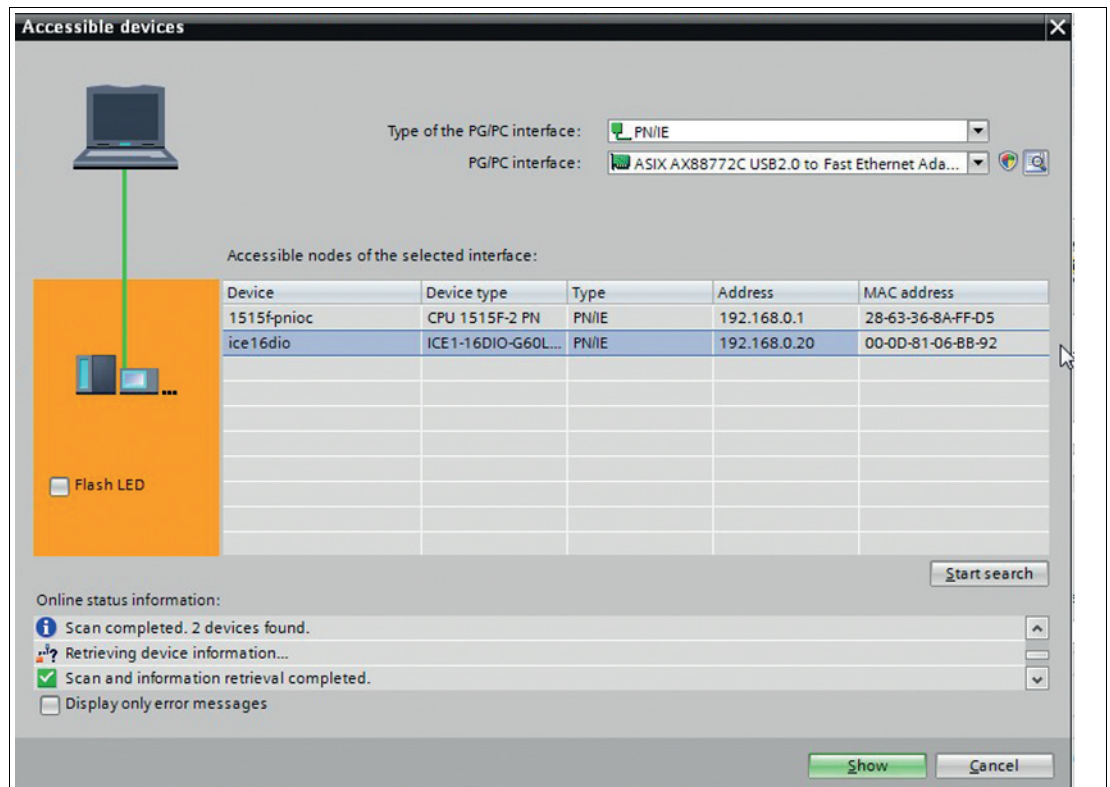 Accessible devices
Type of the PG/PC interface: PN/IE
PG/PC interface: ASIX AX88772C USB2.0 to Fast Ethernet Ada...
Accessible nodes of the selected interface:
Device Device type Type Address MAC address
1515f-pnioc CPU 1515F-2 PN PN/IE 192.168.0.1 28-63-36-8A-FF-D5
ice16dio ICE1-16DIO-G60L... PN/IE 192.168.0.20 00-0D-81-06-BB-92
Flash LED
Start search
Online status information:
Scan completed. 2 devices found.
Retrieving device information...
Scan and information retrieval completed.
Display only error messages
Show Cancel